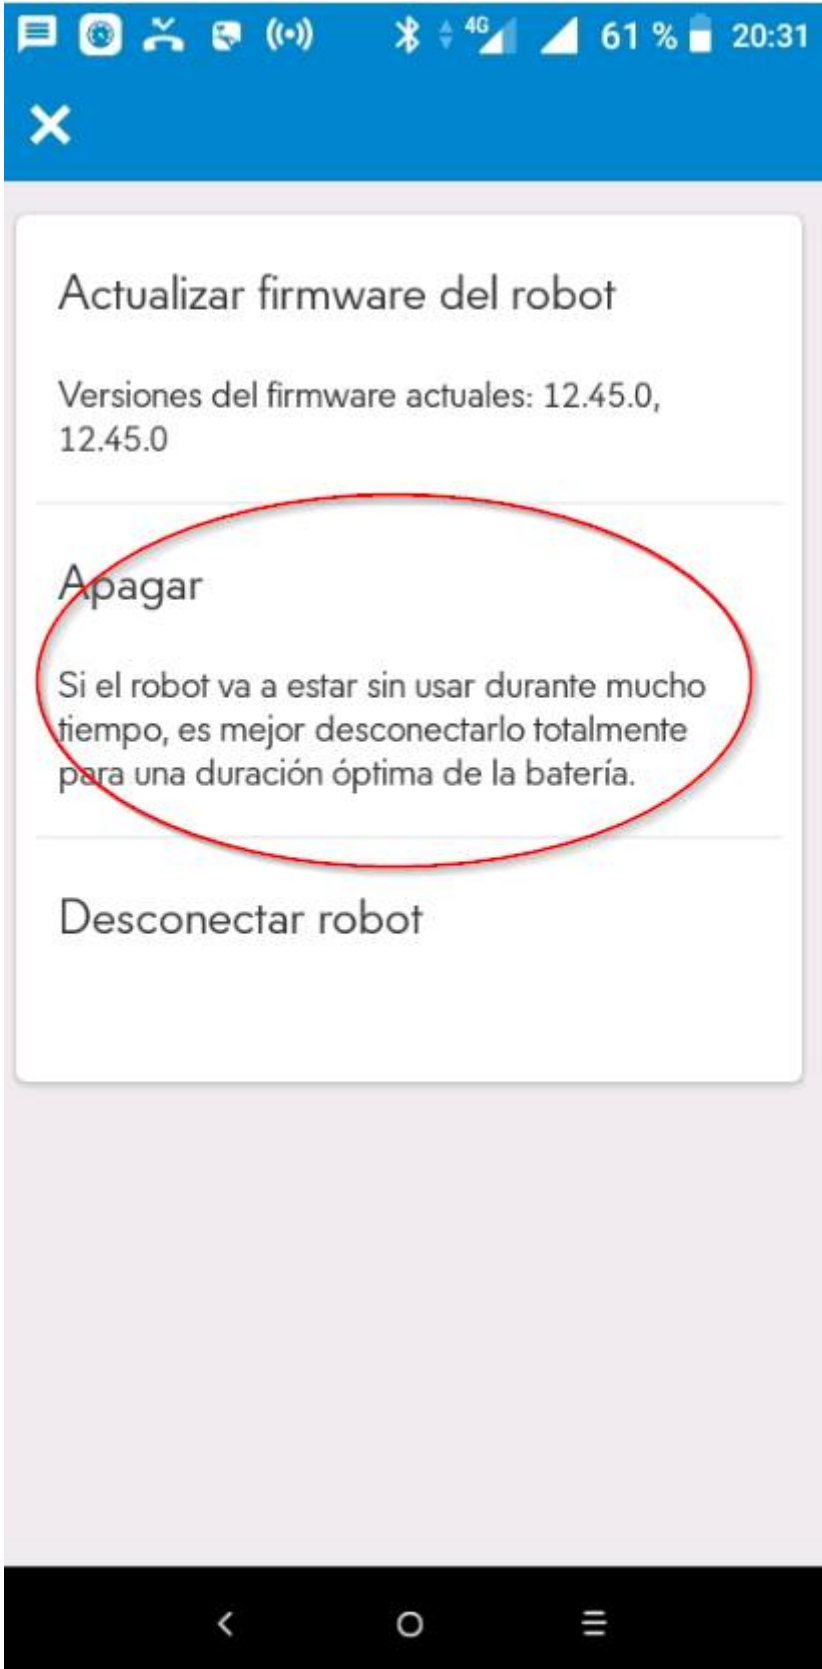 4G 61 % 20:31
Actualizar firmware del robot
Versiones del firmware actuales: 12.45.0,
12.45.0
Apagar
Si el robot va a estar sin usar durante mucho
tiempo, es mejor desconectarlo totalmente
para una duración óptima de la batería.
Desconectar robot